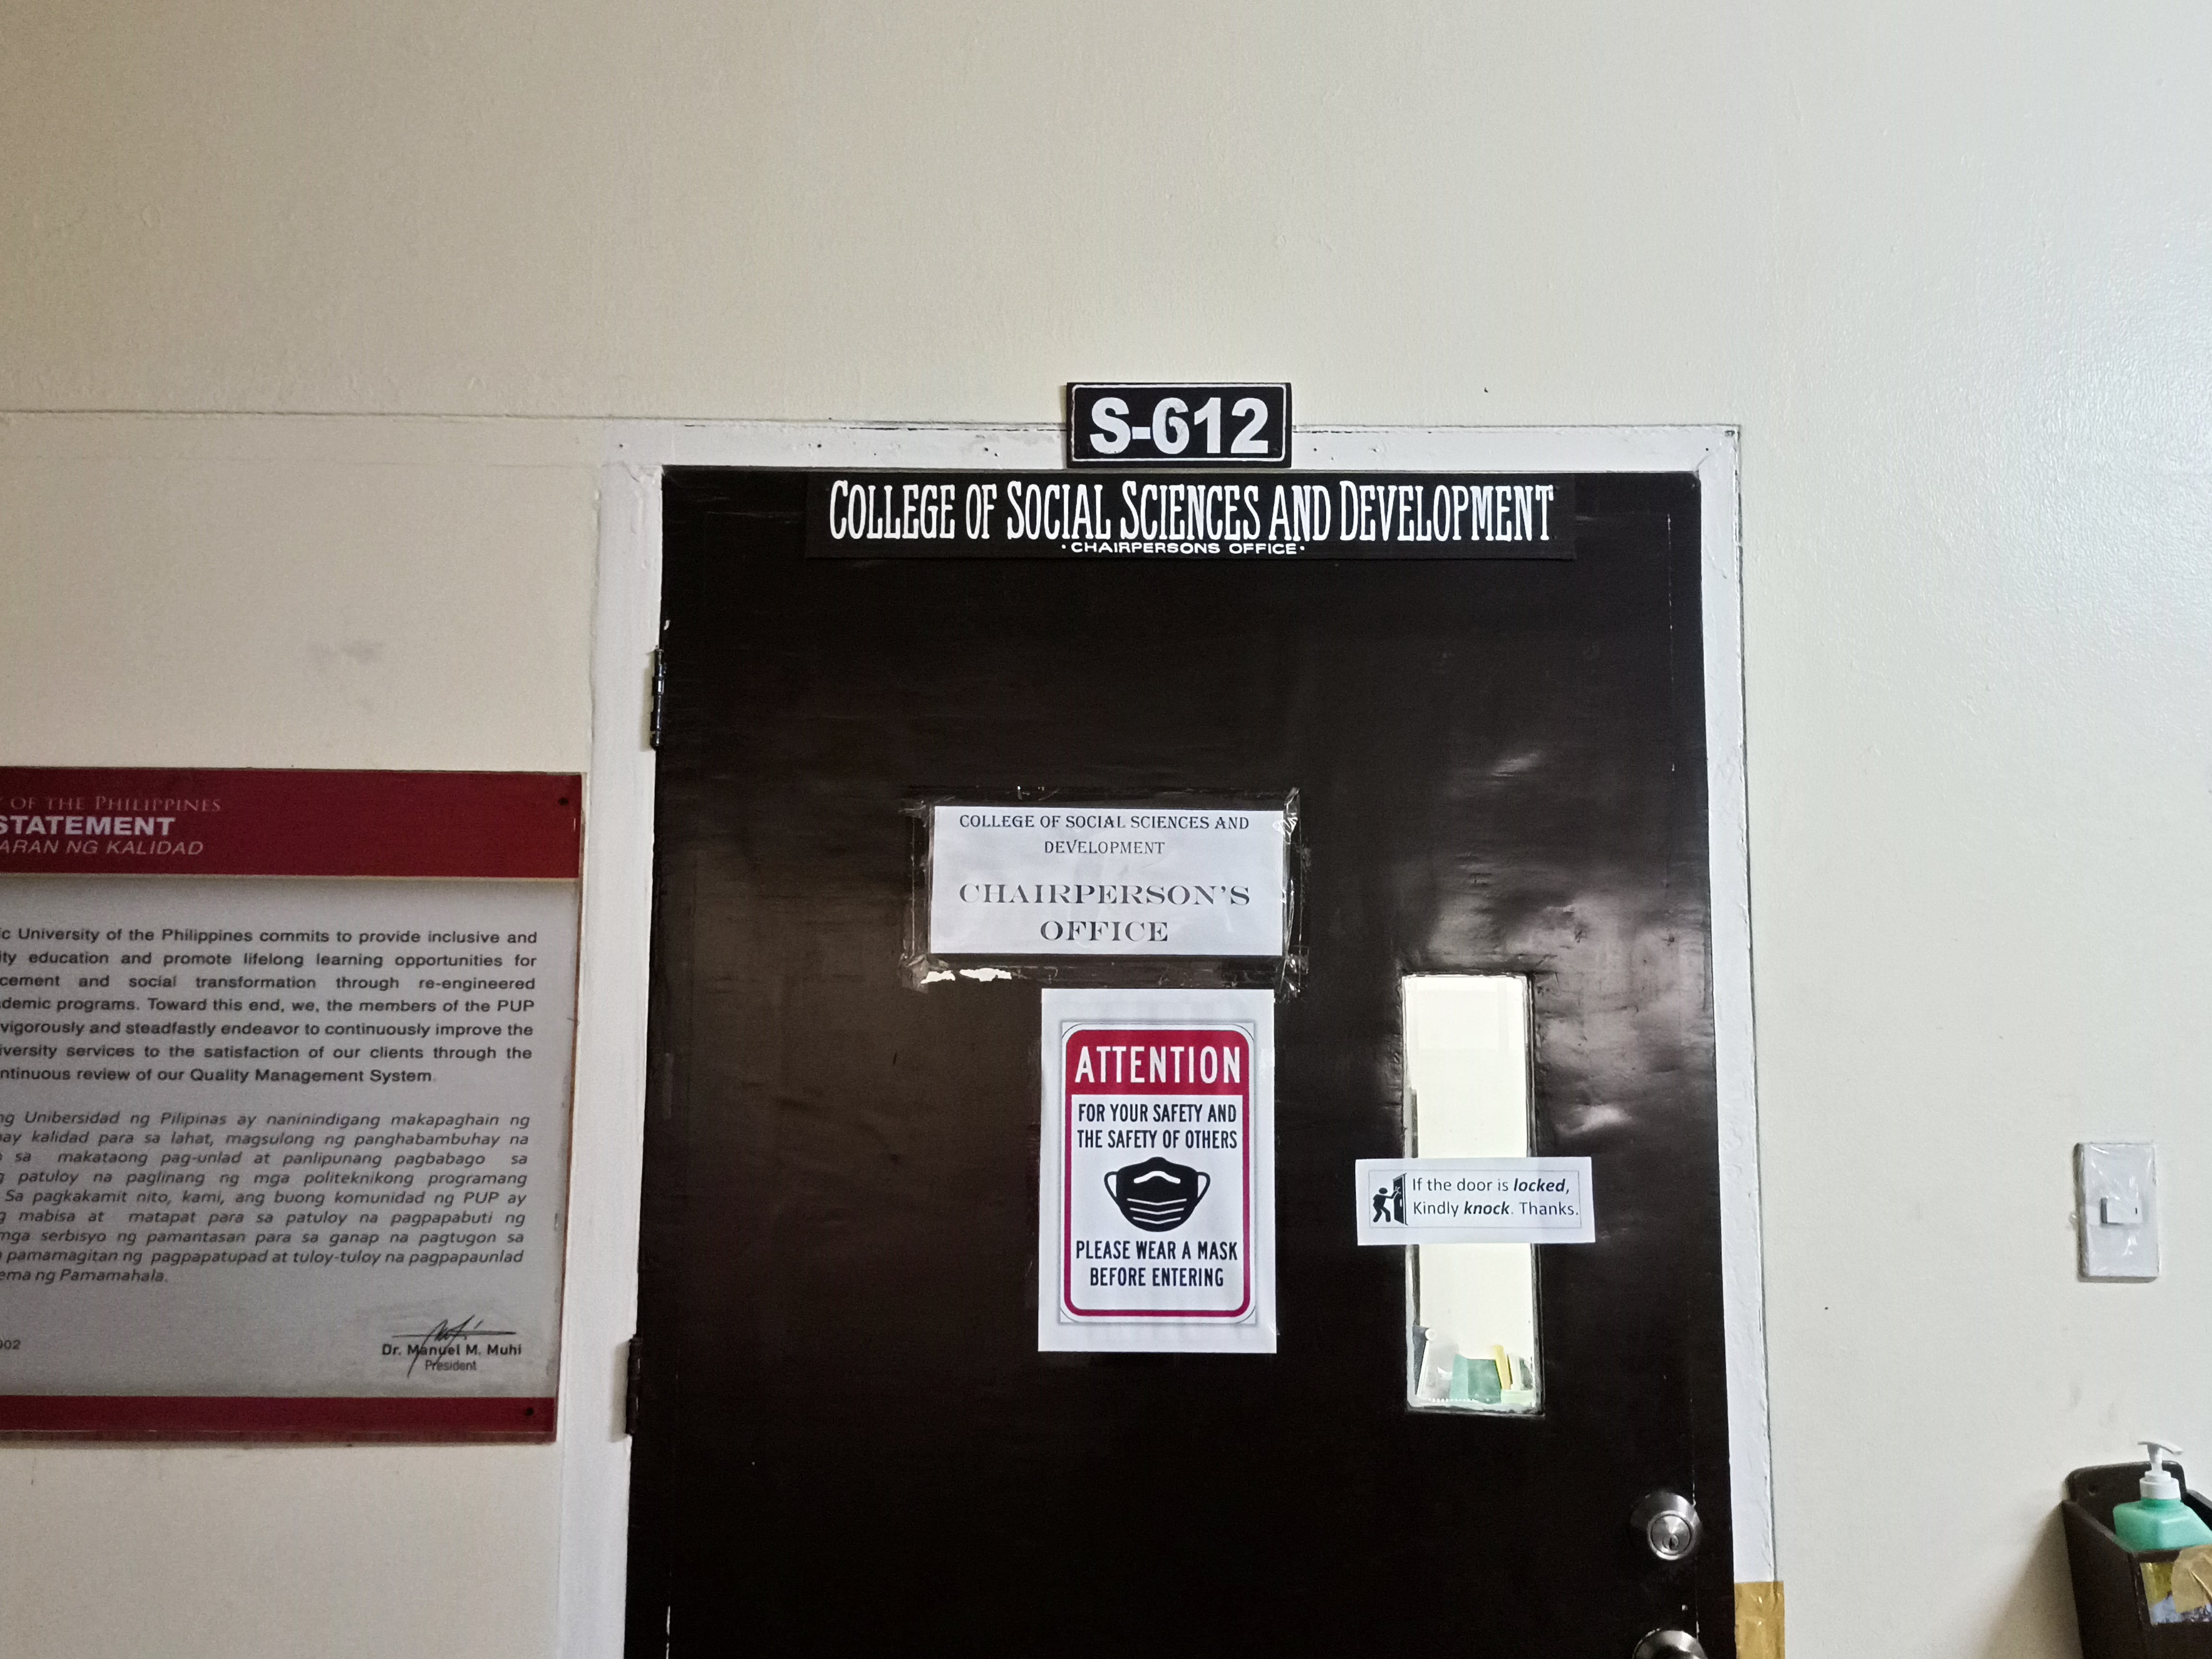 S-612
COLLEGE OF SOCIAL SCIENCES AND DEVELOPMENT
• CHAIRPERSONS OFFICE •
COLLEGE OF SOCIAL SCIENCES AND
DEVELOPMENT
CHAIRPERSON'S
OFFICE
ATTENTION
FOR YOUR SAFETY AND
THE SAFETY OF OTHERS
PLEASE WEAR A MASK
BEFORE ENTERING
If the door is locked,
Kindly knock. Thanks.
OF THE PHILIPPINES
STATEMENT
NG KALIDAD
University of the Philippines commits to provide inclusive and
education and promote lifelong learning opportunities for
and social transformation through re-engineered
programs. Toward this end, we, the members of the PUP
vigorously and steadfastly endeavor to continuously improve the
services to the satisfaction of our clients through the
review of our Quality Management System.
Unibersidad ng Pilipinas ay naninindigang makapaghain ng
kalidad para sa lahat, magsulong ng panghabambuhay na
sa makataong pag-unlad at panlipunang pagbabago sa
patuloy na paglinang ng mga politeknikong programang
Sa pagkakamit nito, kami, ang buong komunidad ng PUP ay
mabisa at matapat para sa patuloy na pagpapabuti ng
mga serbisyo ng pamantasan para sa ganap na pagtugon sa
pamamagitan ng pagpapatupad at tuloy-tuloy na pagpapaunlad
ng Pamamahala.
Dr. Manuel M. Muhi
President